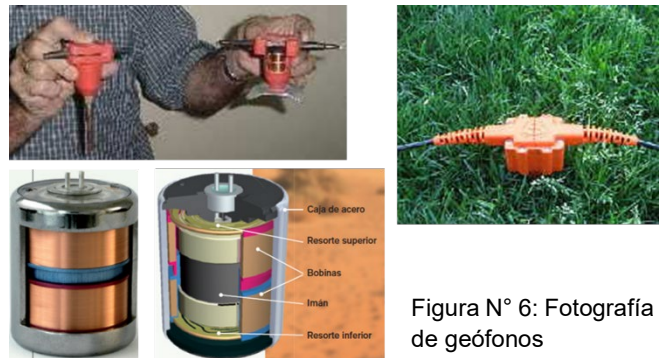 Caja de acero
Resorte superior
Bobinas
Imán
Resorte inferior
Figura N° 6: Fotografía
de geófonos